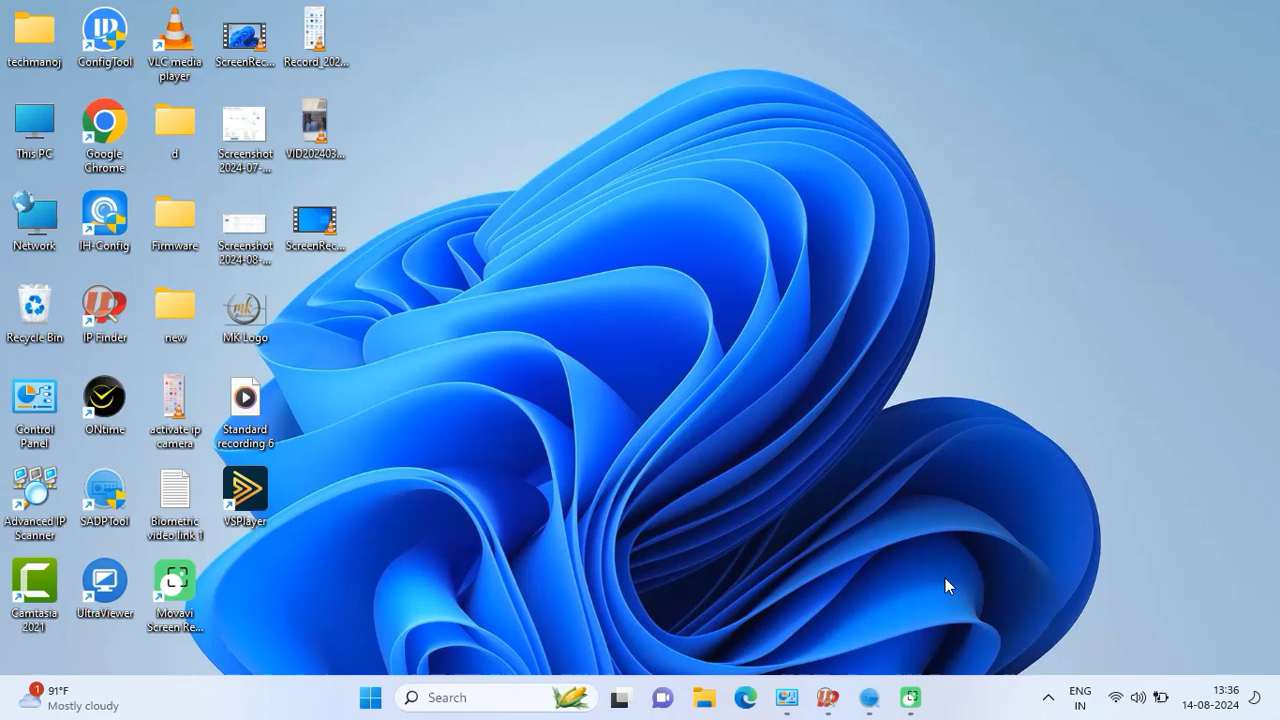 techmanoj
ConfigTool
VLC media
player
ScreenRec...
Record_202...
This PC
Google
Chrome
d
Screenshot
2024-07-...
VID202403...
Network
IH-Config
Firmware
Screenshot
2024-08-...
ScreenRec...
Recycle Bin
IP Finder
new
MK Logo
Control
Panel
ONtime
activate ip
camera
Standard
recording 6
Advanced IP
Scanner
SADPTool
Biometric
video link 1
VSPlayer
Camtasia
2021
UltraViewer
Movavi
Screen Re...
1
91°F
Mostly cloudy
Search
ENG
IN
13:36
14-08-2024